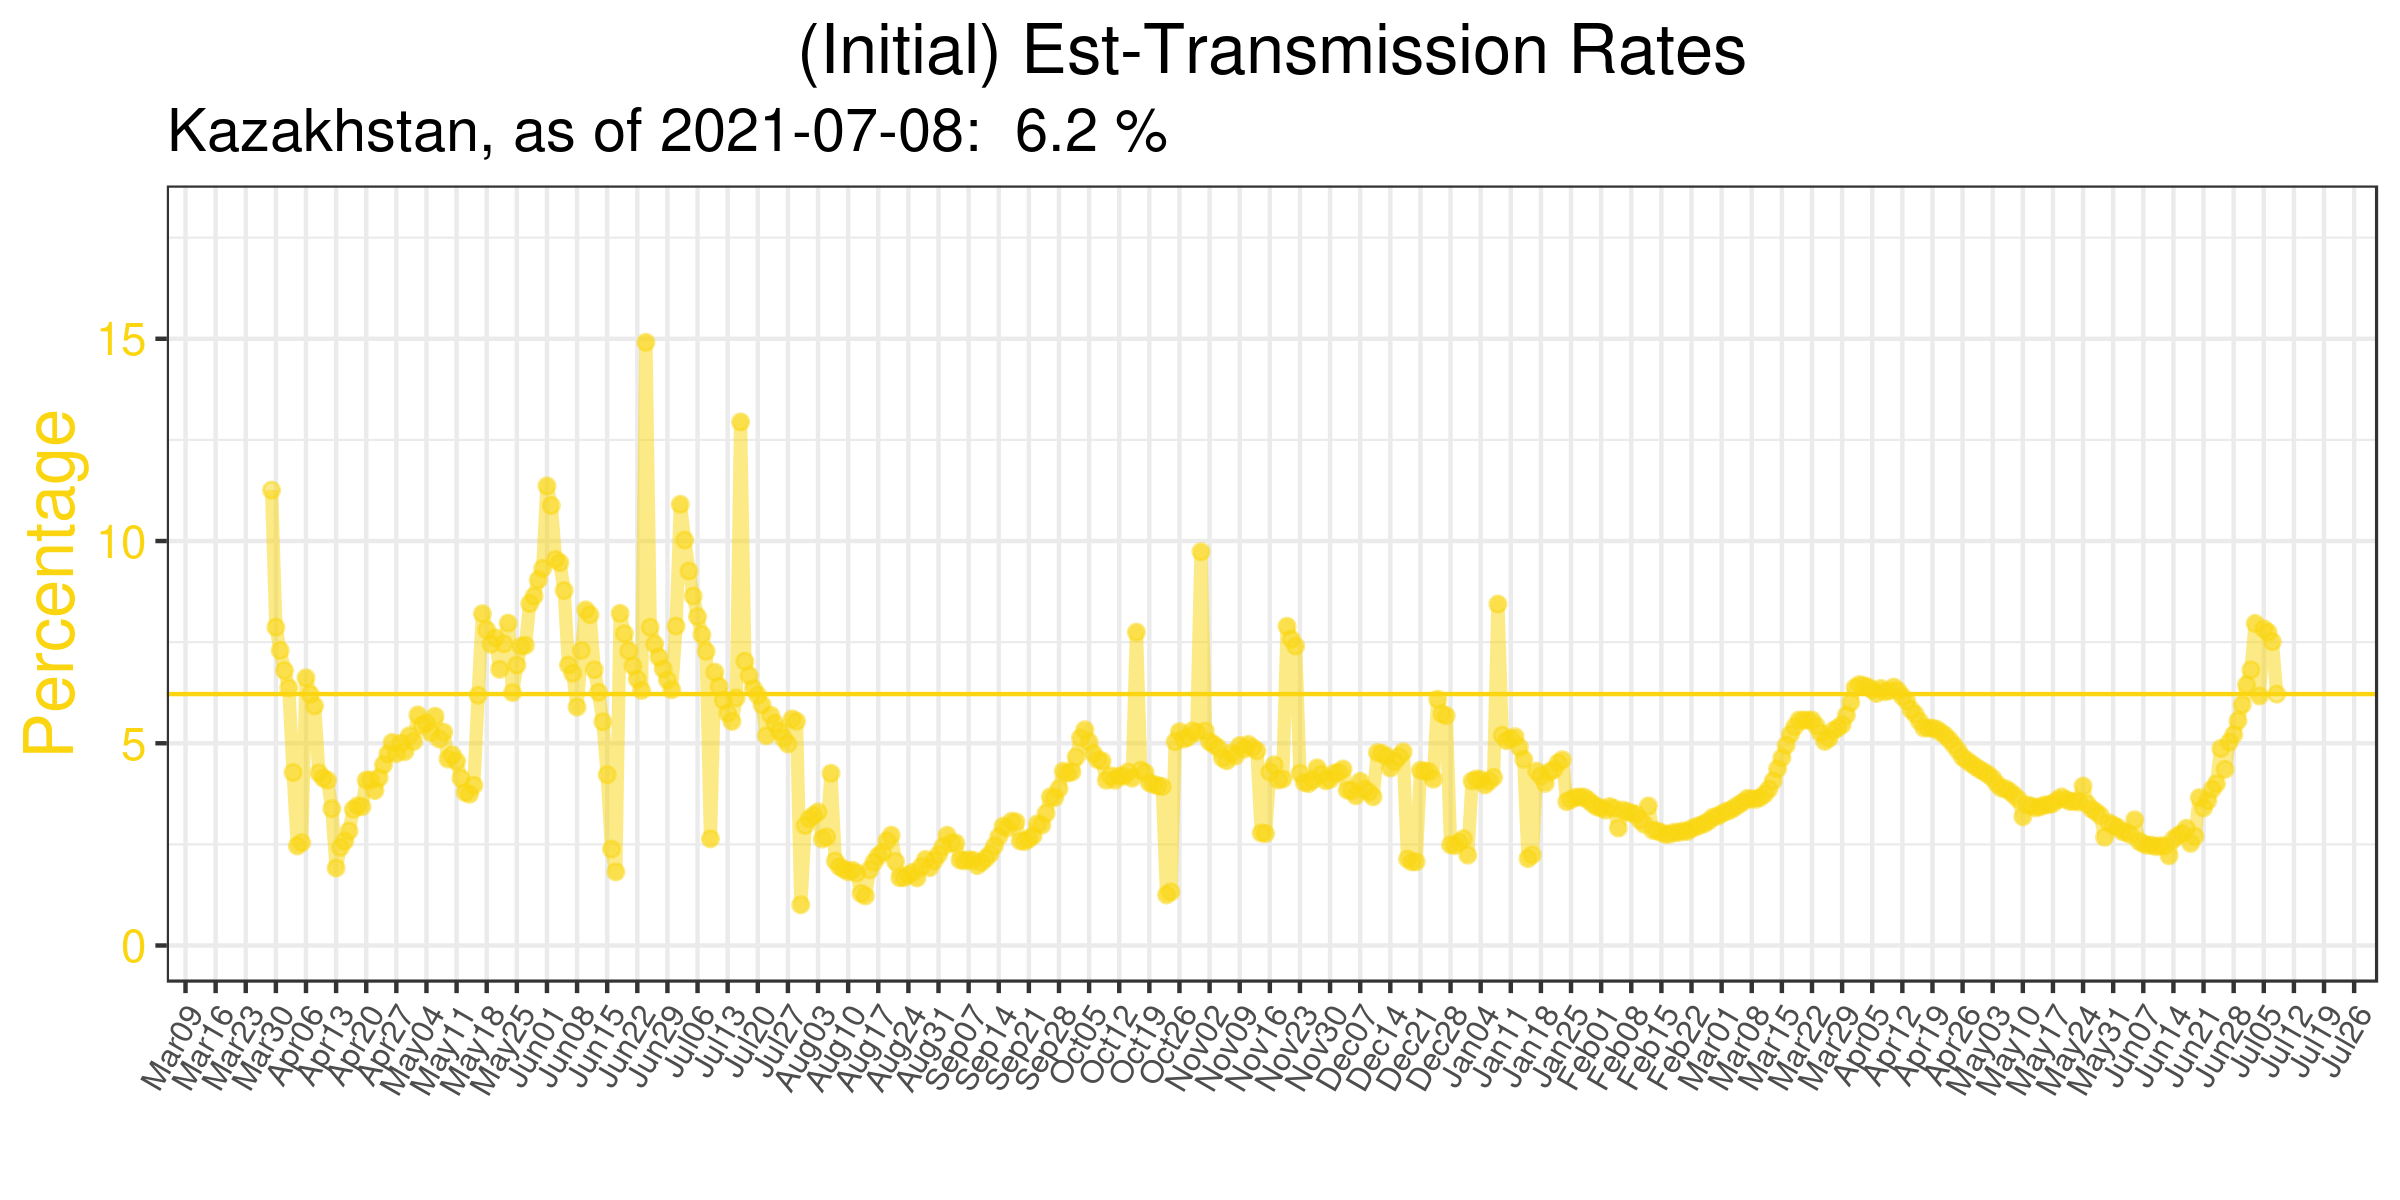 (Initial) Est-Transmission Rates
Kazakhstan, as of 2021-07-08:  6.2 %
Percentage
15
10
5
0
Mar09
Mar16
Mar23
Mar30
Apr06
Apr13
Apr20
Apr27
May04
May11
May18
May25
Jun01
Jun08
Jun15
Jun22
Jun29
Jul06
Jul13
Jul20
Jul27
Aug03
Aug10
Aug17
Aug24
Aug31
Sep07
Sep14
Sep21
Sep28
Oct05
Oct12
Oct19
Oct26
Nov02
Nov09
Nov16
Nov23
Nov30
Dec07
Dec14
Dec21
Dec28
Jan04
Jan11
Jan18
Jan25
Feb01
Feb08
Feb15
Feb22
Mar01
Mar08
Mar15
Mar22
Mar29
Apr05
Apr12
Apr19
Apr26
May03
May10
May17
May24
May31
Jun07
Jun14
Jun21
Jun28
Jul05
Jul12
Jul19
Jul26